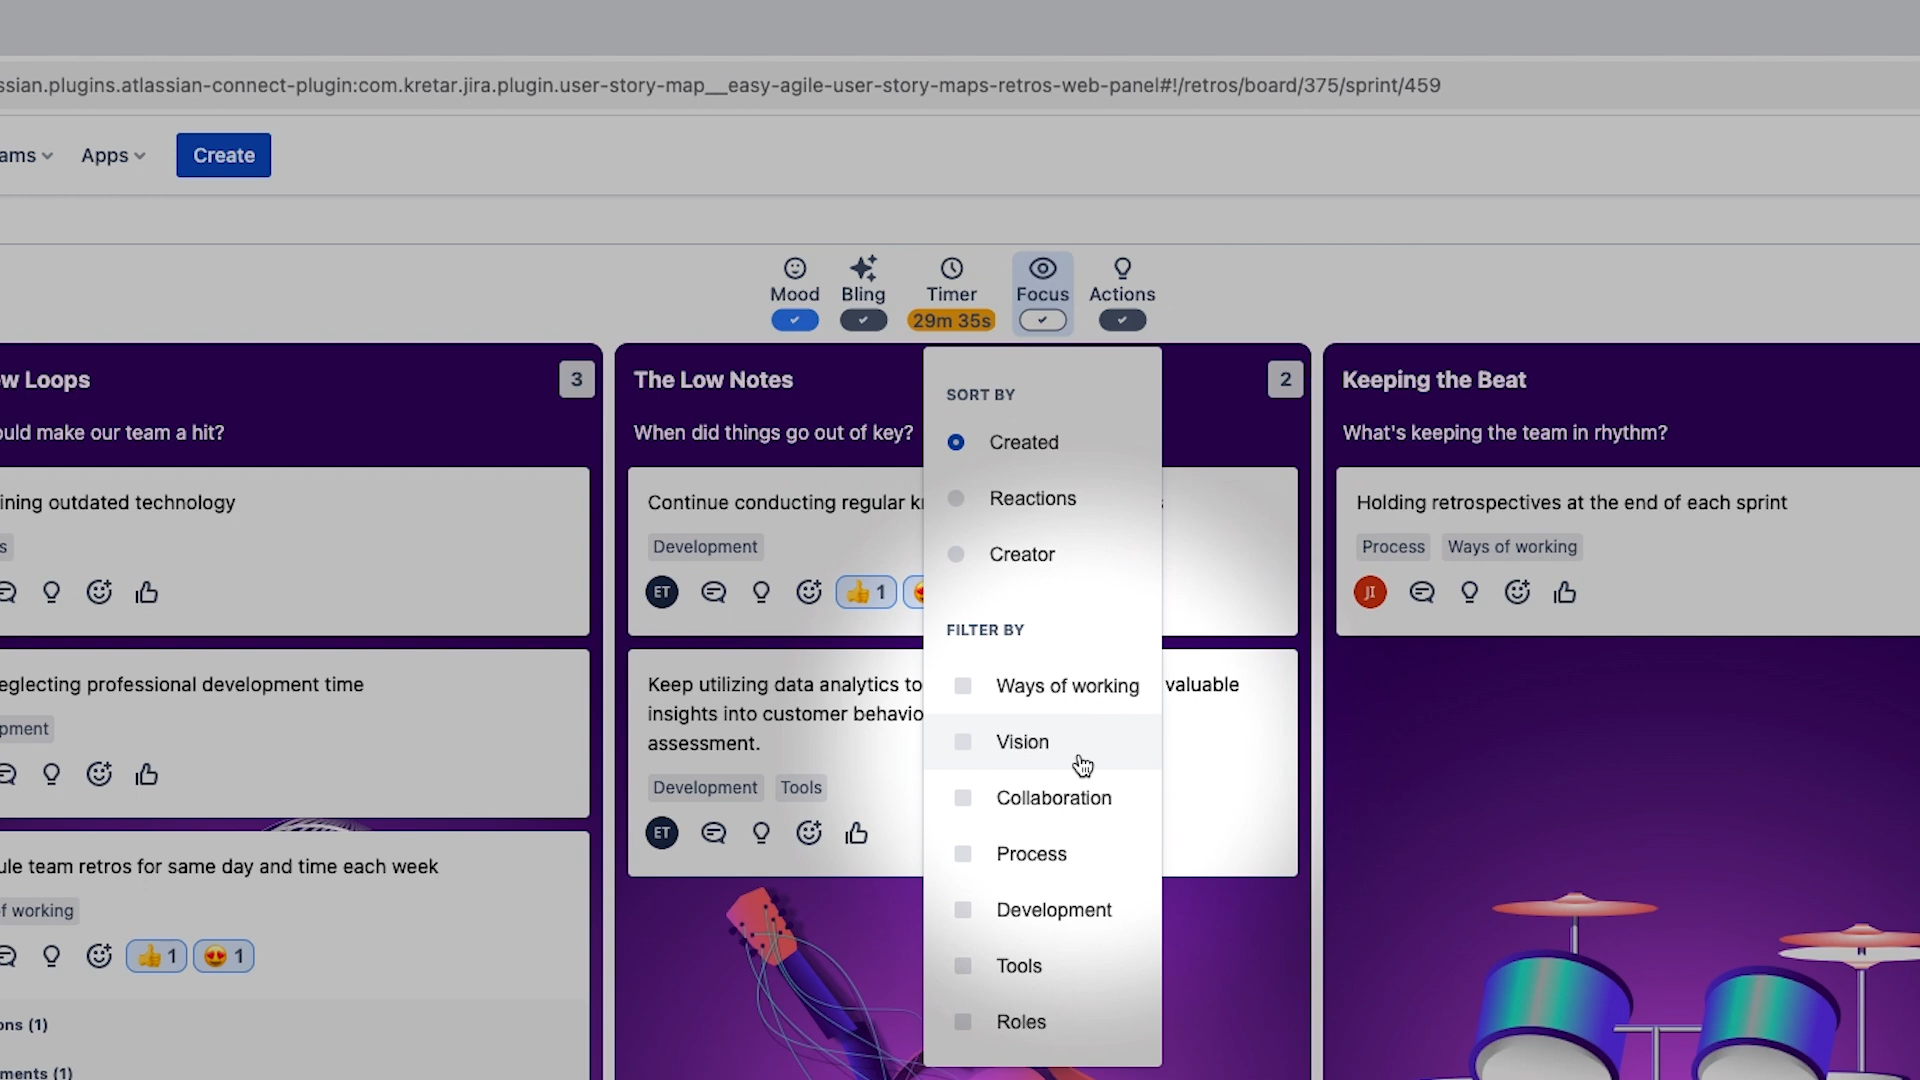 ssian.plugins.atlassian-connect-plugin:com.kretar.jira.plugin.user-story-map__easy-agile-user-story-maps-retros-web-panel#!/retros/board/375/sprint/459
ams
Apps
Create
Mood
Bling
Timer
29m 35s
Focus
Actions
w Loops
3
uld make our team a hit?
ining outdated technology
s
eglecting professional development time
pment
ule team retros for same day and time each week
f working
1
1
ons (1)
ments (1)
The Low Notes
2
When did things go out of key?
Continue conducting regular
Development
ET
1
Keep utilizing data analytics to valuable
insights into customer behavio
assessment.
Development
Tools
ET
SORT BY
Created
Reactions
Creator
FILTER BY
Ways of working
Vision
Collaboration
Process
Development
Tools
Roles
Keeping the Beat
What's keeping the team in rhythm?
Holding retrospectives at the end of each sprint
Process
Ways of working
JI